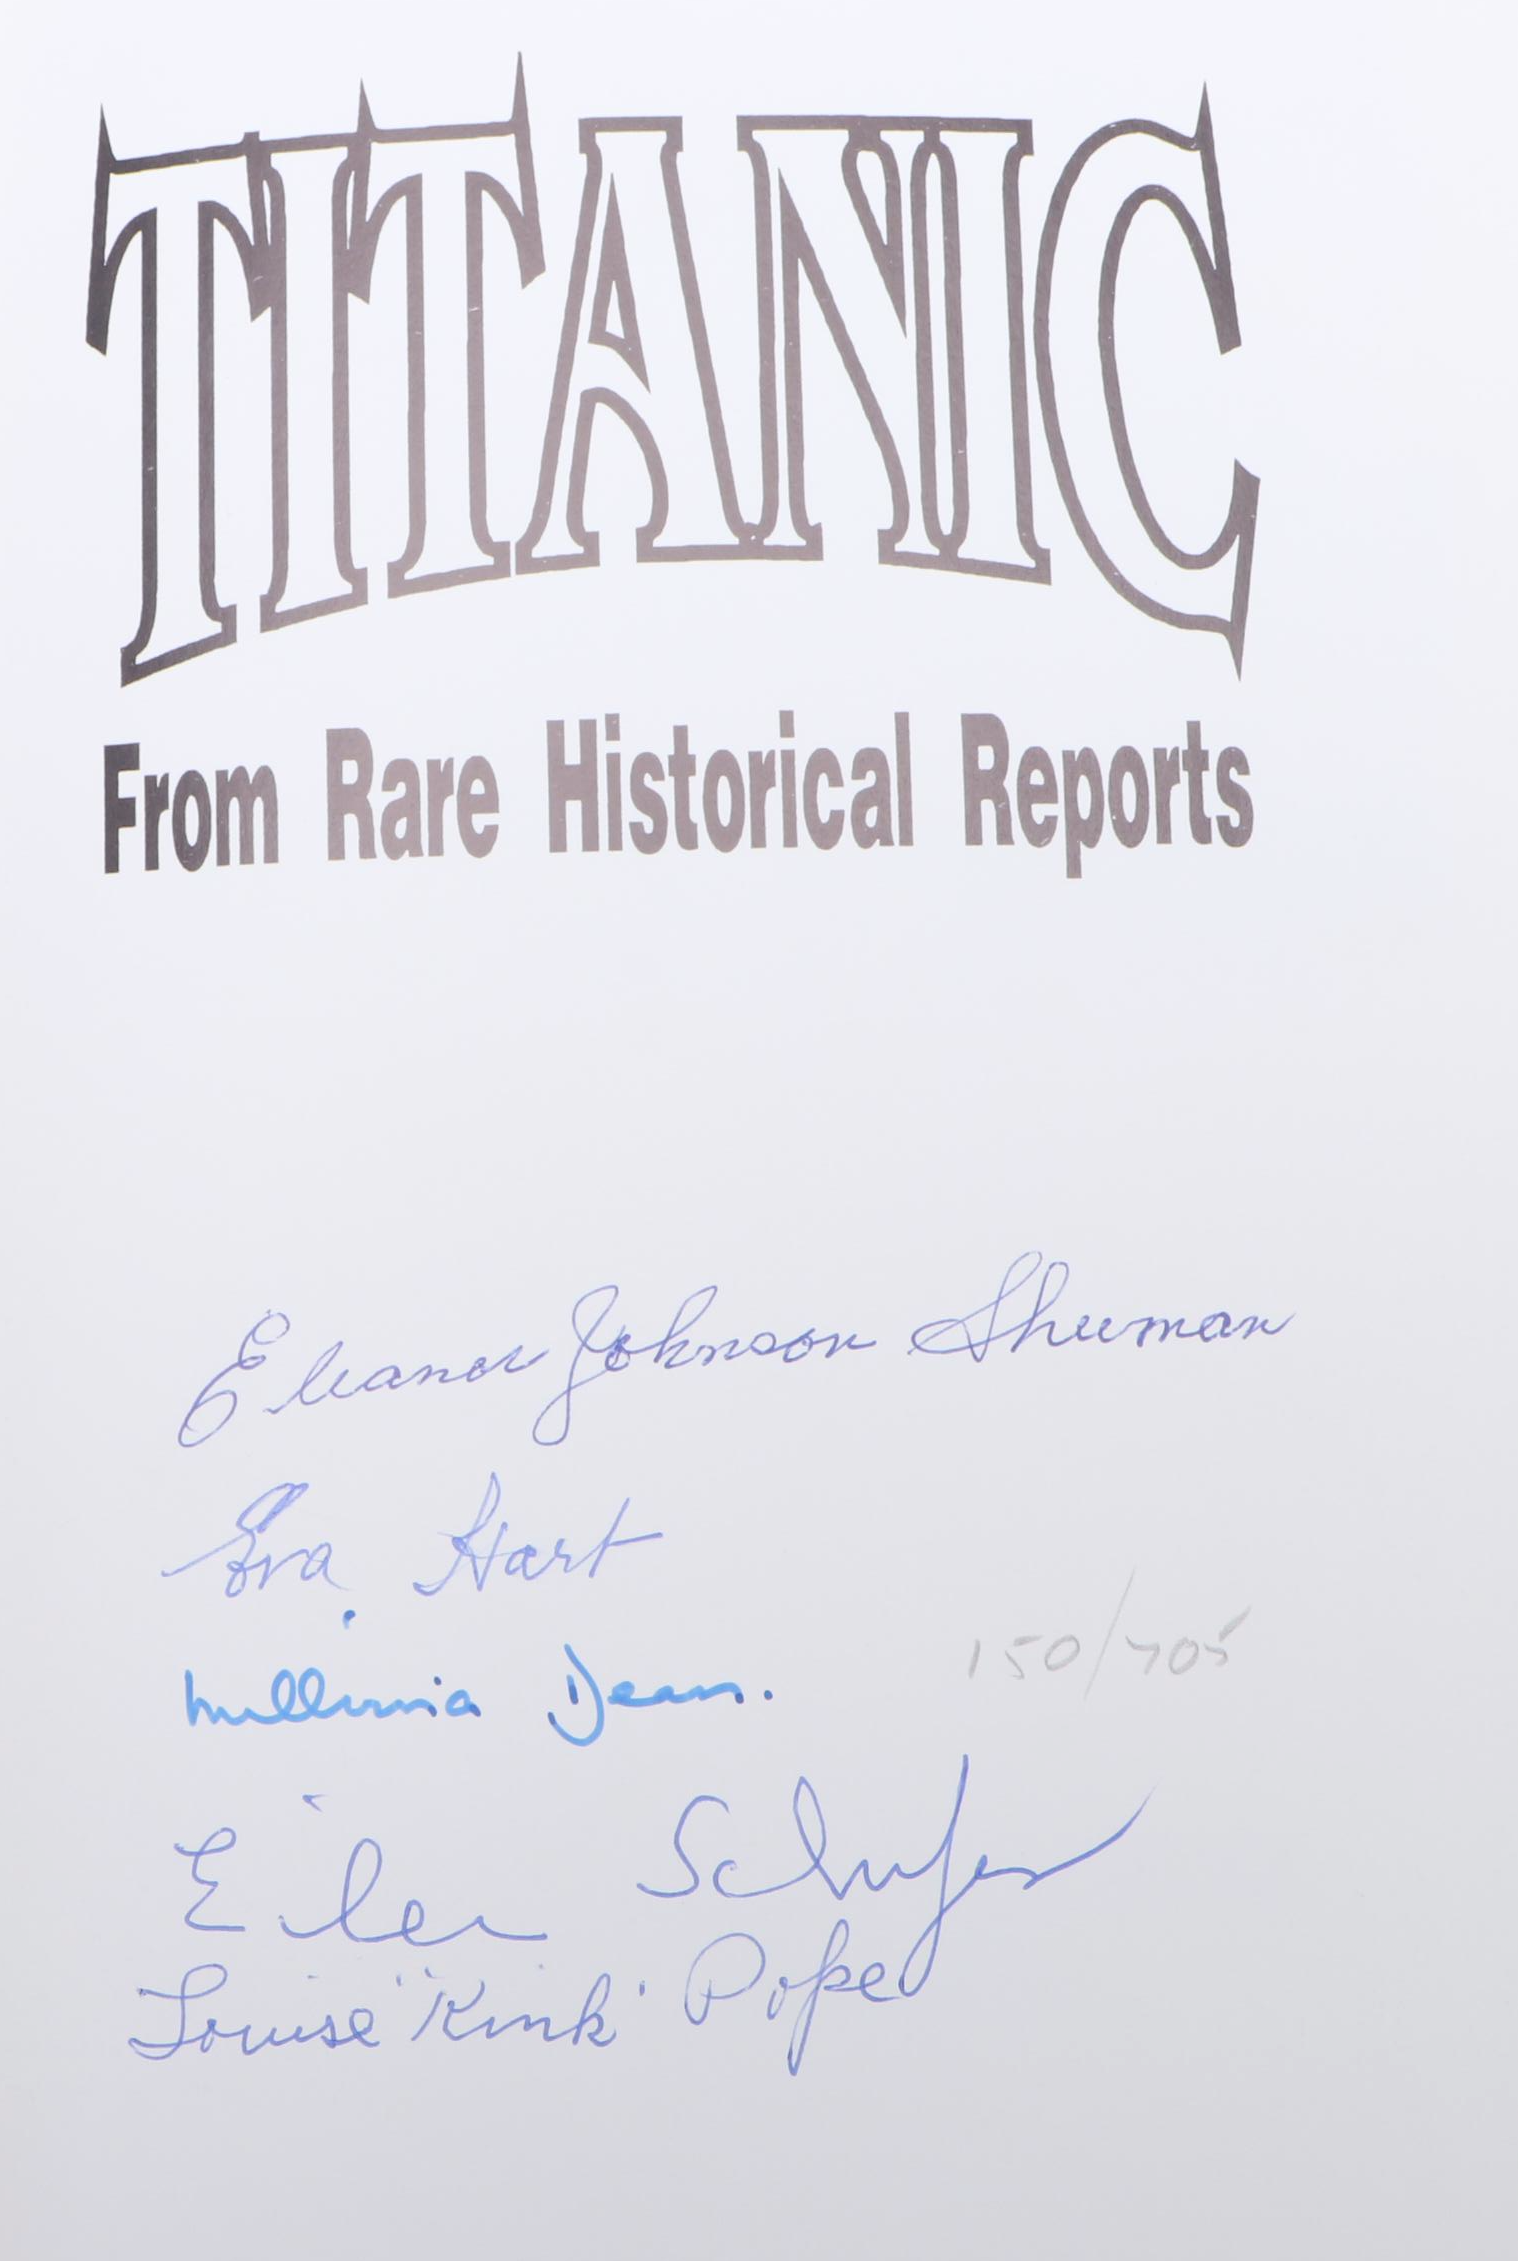 TITANIC
From Rare Historical Reports
Eleanor Johnson Shuman
Eva Hart
Millvina Dean.
150/705
Louise "Kink" Pope